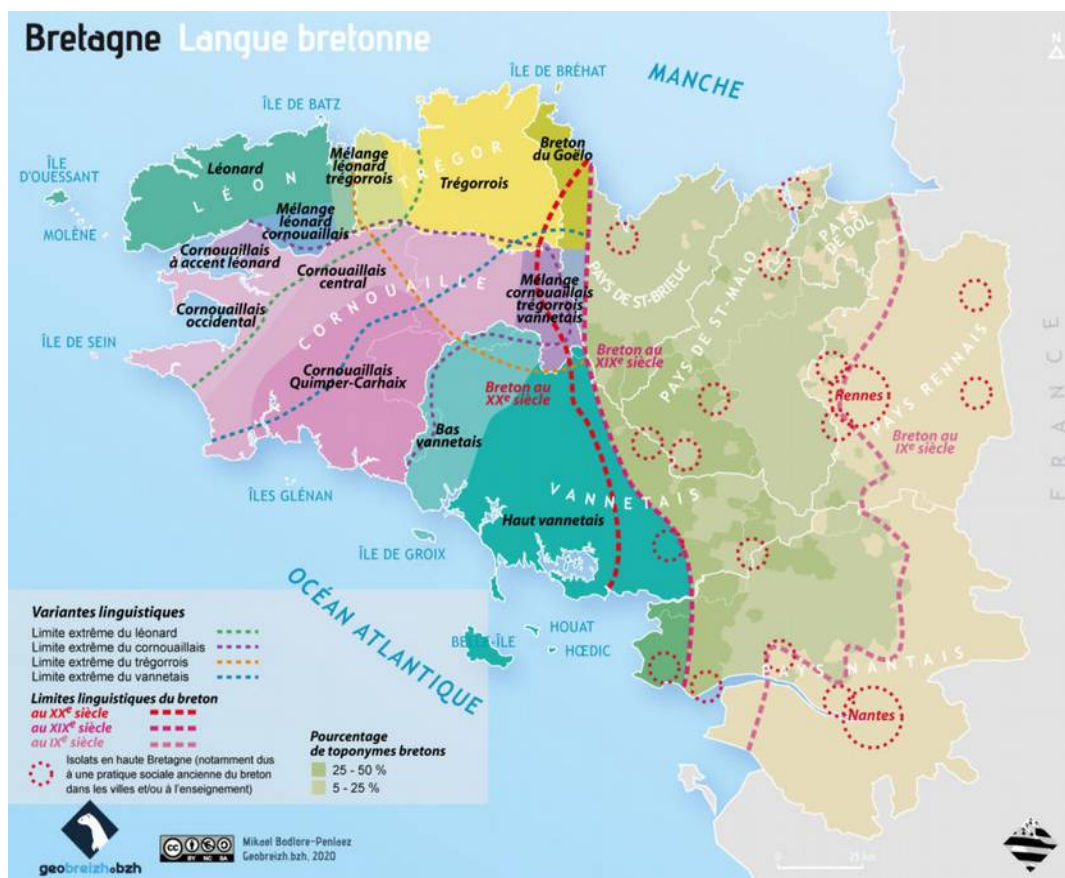 Bretagne Langue bretonne
N
MANCHE
ÎLE DE BRÉHAT
ÎLE DE BATZ
ÎLE
D'OUESSANT
MOLÈNE
Léonard
LÉON
Mélange
léonard
trégorrois
TRÉGOR
Trégorrois
Breton
du Goëlo
Mélange
léonard
cornouaillais
Cornouaillais
à accent léonard
Cornouaillais
central
Cornouaillais
occidental
CORNOUAILLE
Mélange
cornouaillais
trégorrois
vannetais
ÎLE DE SEIN
Cornouaillais
Quimper-Carhaix
Breton au
XXe siècle
Breton au
XIXe siècle
PAYS DE ST-BRIEUC
PAYS DE ST-MALO
PAYS
DE DOL
Rennes
PAYS RENNAIS
Breton au
IXe siècle
FRANCE
Bas
vannetais
VANNETAIS
Haut vannetais
ÎLES GLÉNAN
ÎLE DE GROIX
OCÉAN ATLANTIQUE
BELLE-ÎLE
HOUAT
HŒDIC
PAYS NANTAIS
Nantes
Variantes linguistiques
Limite extrême du léonard
Limite extrême du cornouaillais
Limite extrême du trégorrois
Limite extrême du vannetais
Limites linguistiques du breton
au XXe siècle
au XIXe siècle
au IXe siècle
Isolats en haute Bretagne (notamment dus
à une pratique sociale ancienne du breton
dans les villes et/ou à l'enseignement)
Pourcentage
de toponymes bretons
25 - 50 %
5 - 25 %
geobreizh.bzh
CC
BY NC SA
Mikael Bodlore-Penlaez
Geobreizh.bzh, 2020
0 25 km